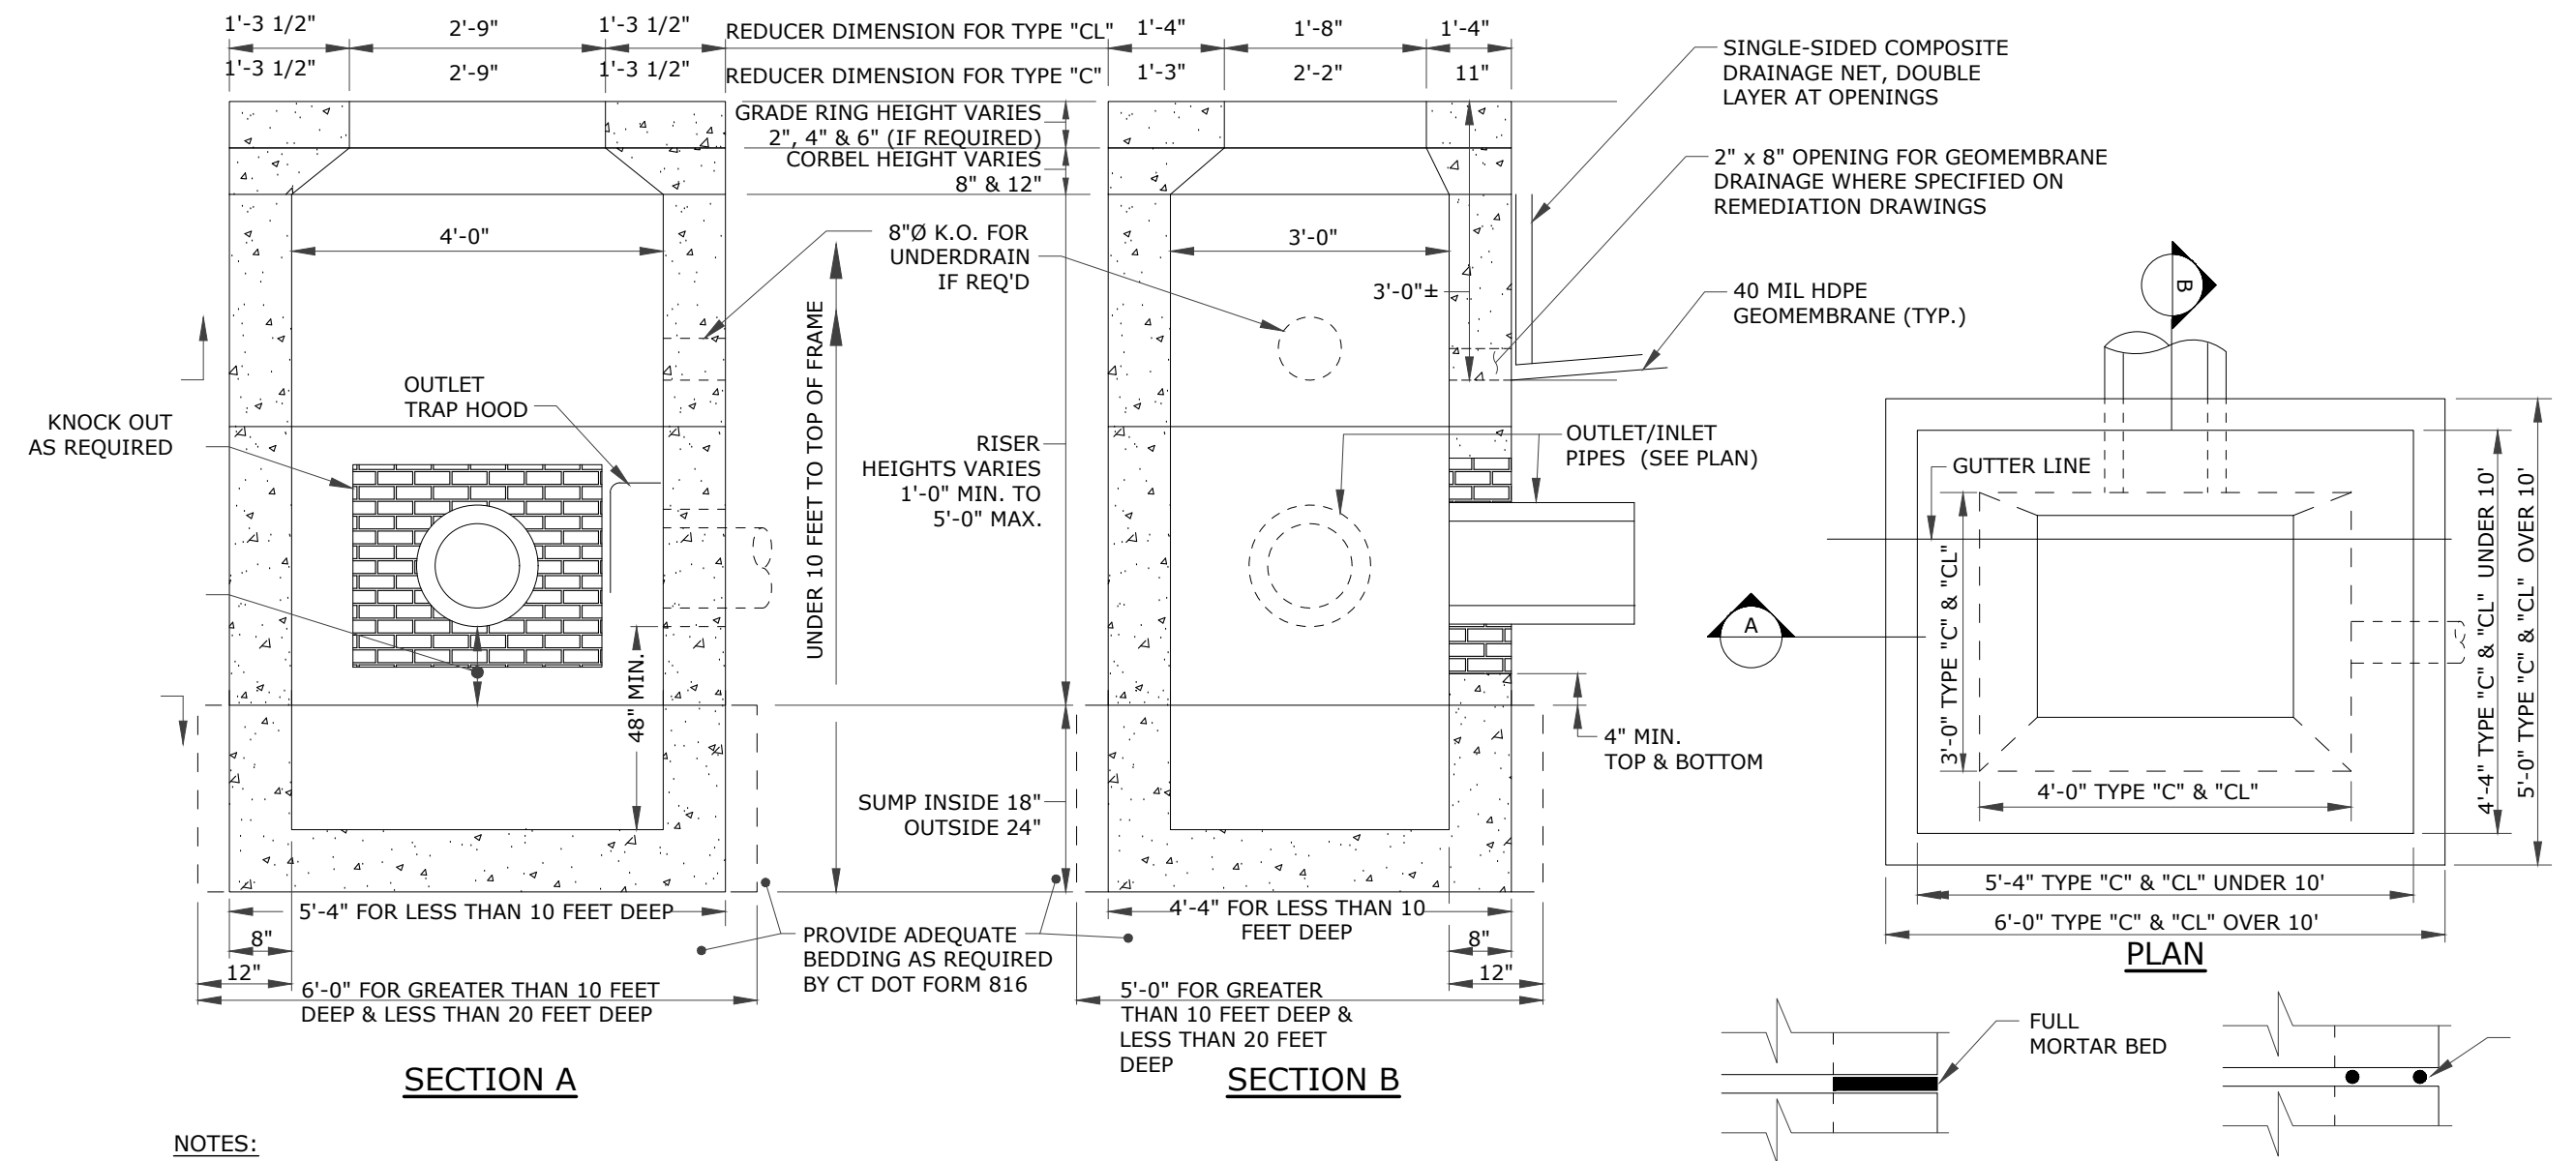 1'-3 1/2"
2'-9"
1'-3 1/2"
REDUCER DIMENSION FOR TYPE "CL"
1'-4"
1'-8"
1'-4"
1'-3 1/2"
2'-9"
1'-3 1/2"
REDUCER DIMENSION FOR TYPE "C"
1'-3"
2'-2"
11"
GRADE RING HEIGHT VARIES
2", 4" & 6" (IF REQUIRED)
CORBEL HEIGHT VARIES
8" & 12"
SINGLE-SIDED COMPOSITE
DRAINAGE NET, DOUBLE
LAYER AT OPENINGS
2" x 8" OPENING FOR GEOMEMBRANE
DRAINAGE WHERE SPECIFIED ON
REMEDIATION DRAWINGS
4'-0"
8"Ø K.O. FOR
UNDERDRAIN
IF REQ'D
3'-0"
3'-0"±
40 MIL HDPE
GEOMEMBRANE (TYP.)
UNDER 10 FEET TO TOP OF FRAME
OUTLET
TRAP HOOD
KNOCK OUT
AS REQUIRED
RISER
HEIGHTS VARIES
1'-0" MIN. TO
5'-0" MAX.
OUTLET/INLET
PIPES (SEE PLAN)
48" MIN.
4" MIN.
TOP & BOTTOM
SUMP INSIDE 18"
OUTSIDE 24"
5'-4" FOR LESS THAN 10 FEET DEEP
8"
12"
6'-0" FOR GREATER THAN 10 FEET
DEEP & LESS THAN 20 FEET DEEP
PROVIDE ADEQUATE
BEDDING AS REQUIRED
BY CT DOT FORM 816
4'-4" FOR LESS THAN 10
FEET DEEP
8"
12"
5'-0" FOR GREATER
THAN 10 FEET DEEP &
LESS THAN 20 FEET
DEEP
SECTION A
SECTION B
B
A
GUTTER LINE
3'-0" TYPE "C" & "CL"
4'-0" TYPE "C" & "CL"
4'-4" TYPE "C" & "CL" UNDER 10'
5'-0" TYPE "C" & "CL" OVER 10'
5'-4" TYPE "C" & "CL" UNDER 10'
6'-0" TYPE "C" & "CL" OVER 10'
PLAN
FULL
MORTAR BED
NOTES: